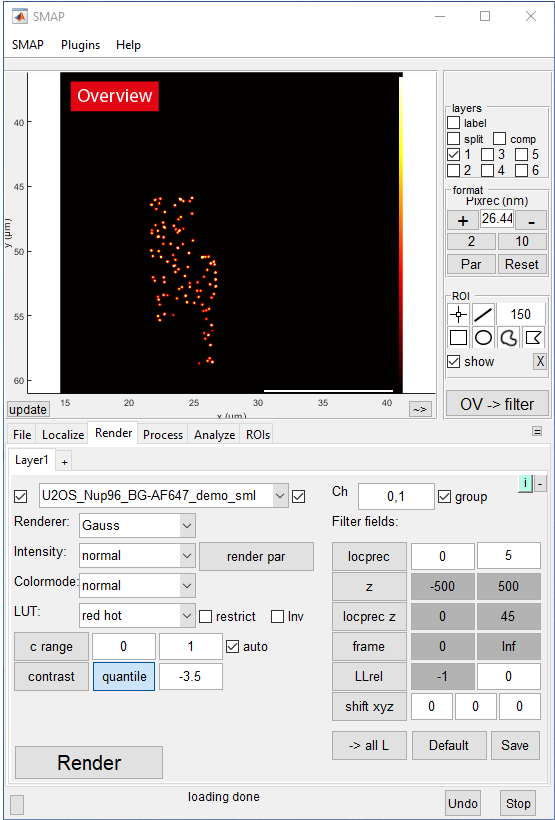 SMAP
SMAP Plugins Help
Overview
40
45
50
55
60
y (µm)
15 20 25 30 35 40
x (µm)
update
~>
layers
label
split comp
1 3 5
2 4 6
format
Pixrec (nm)
+ 26.44 -
2 10
Par Reset
ROI
150
show X
OV -> filter
File Localize Render Process Analyze ROIs
Layer1 +
i -
U2OS_Nup96_BG-AF647_demo_sml
Ch 0,1 group
Renderer: Gauss
Filter fields:
Intensity: normal render par
locprec 0 5
Colormode: normal
z -500 500
LUT: red hot restrict Inv
locprec z 0 45
c range 0 1 auto
frame 0 Inf
contrast quantile -3.5
LLrel -1 0
shift xyz 0 0 0
-> all L Default Save
Render
loading done
Undo Stop